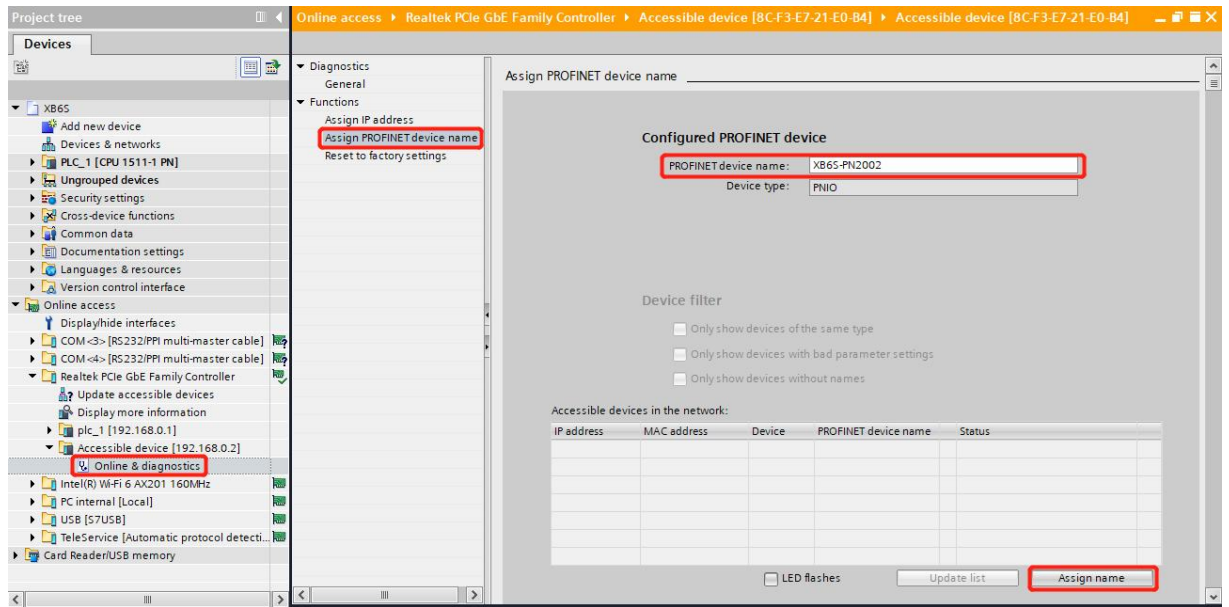 Project tree
Devices
XB6S
Add new device
Devices & networks
PLC_1 [CPU 1511-1 PN]
Ungrouped devices
Security settings
Cross-device functions
Common data
Documentation settings
Languages & resources
Version control interface
Online access
Display/hide interfaces
COM <3> [RS232/PPI multi-master cable]
COM <4> [RS232/PPI multi-master cable]
Realtek PCIe GbE Family Controller
Update accessible devices
Display more information
plc_1 [192.168.0.1]
Accessible device [192.168.0.2]
Online & diagnostics
Intel(R) Wi-Fi 6 AX201 160MHz
PC internal [Local]
USB [S7USB]
TeleService [Automatic protocol detecti...
Card Reader/USB memory
Online access Realtek PCIe GbE Family Controller Accessible device [8C-F3-E7-21-E0-B4] Accessible device [8C-F3-E7-21-E0-B4]
Diagnostics
General
Functions
Assign IP address
Assign PROFINET device name
Reset to factory settings
Assign PROFINET device name
Configured PROFINET device
PROFINET device name: XB6S-PN2002
Device type: PNIO
Device filter
Only show devices of the same type
Only show devices with bad parameter settings
Only show devices without names
Accessible devices in the network:
IP address MAC address Device PROFINET device name Status
LED flashes Update list Assign name